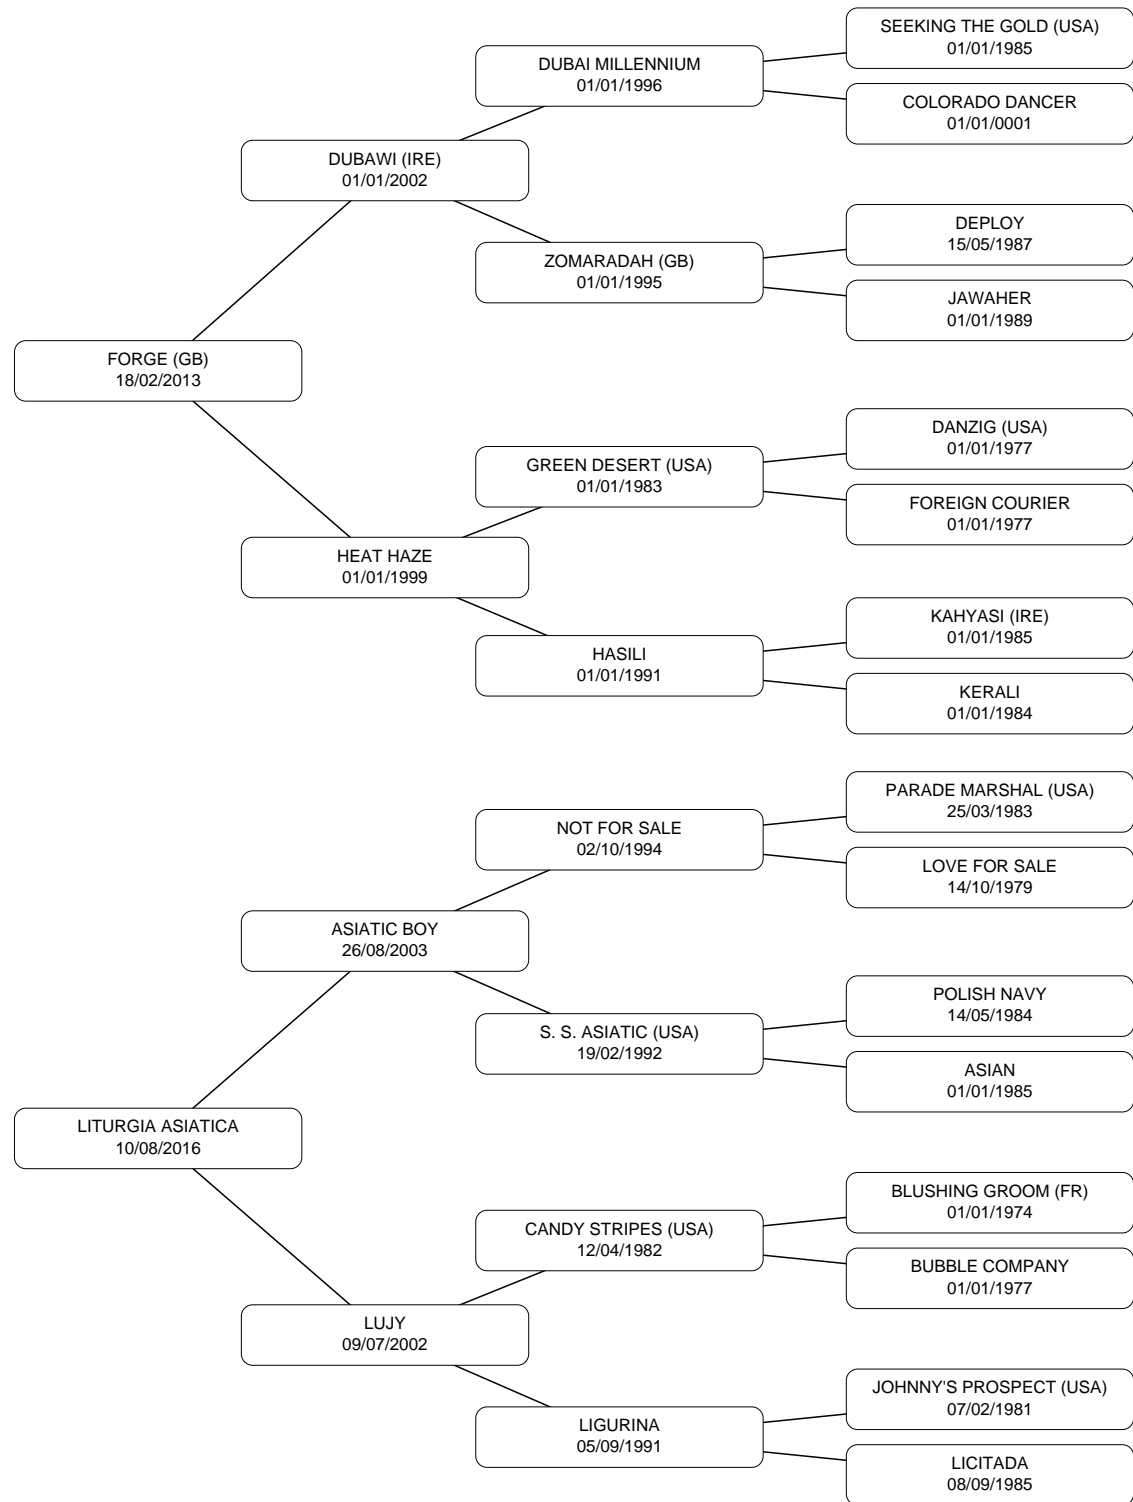 SEEKING THE GOLD (USA)
01/01/1985
DUBAI MILLENNIUM
01/01/1996
COLORADO DANCER
01/01/0001
DUBAWI (IRE)
01/01/2002
DEPLOY
15/05/1987
ZOMARADAH (GB)
01/01/1995
JAWAHER
01/01/1989
FORGE (GB)
18/02/2013
DANZIG (USA)
01/01/1977
GREEN DESERT (USA)
01/01/1983
FOREIGN COURIER
01/01/1977
HEAT HAZE
01/01/1999
KAHYASI (IRE)
01/01/1985
HASILI
01/01/1991
KERALI
01/01/1984
PARADE MARSHAL (USA)
25/03/1983
NOT FOR SALE
02/10/1994
LOVE FOR SALE
14/10/1979
ASIATIC BOY
26/08/2003
POLISH NAVY
14/05/1984
S. S. ASIATIC (USA)
19/02/1992
ASIAN
01/01/1985
LITURGIA ASIATICA
10/08/2016
BLUSHING GROOM (FR)
01/01/1974
CANDY STRIPES (USA)
12/04/1982
BUBBLE COMPANY
01/01/1977
LUJY
09/07/2002
JOHNNY'S PROSPECT (USA)
07/02/1981
LIGURINA
05/09/1991
LICITADA
08/09/1985